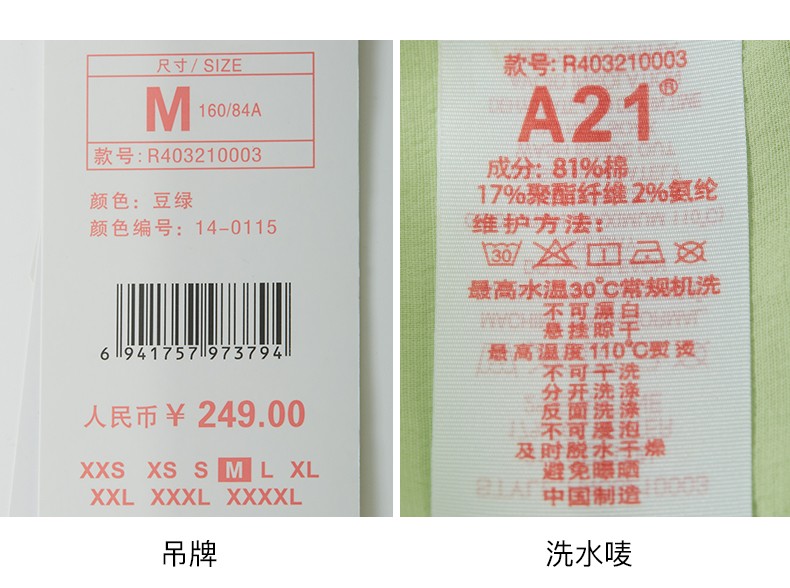 尺寸/ SIZE
M 160/84A
款号: R403210003
颜色: 豆绿
颜色编号: 14-0115
6 941757 973794
人民币 ¥ 249.00
XXS XS S M L XL
XXL XXXL XXXXL
吊牌
款号: R403210003
A21®
成分: 81%棉
17%聚酯纤维 2%氨纶
维护方法:
30
最高水温30°C常规机洗
不可漂白
悬挂晾干
最高温度110°C熨烫
不可干洗
分开洗涤
反面洗涤
不可浸泡
及时脱水干燥
避免曝晒
中国制造
洗水唛